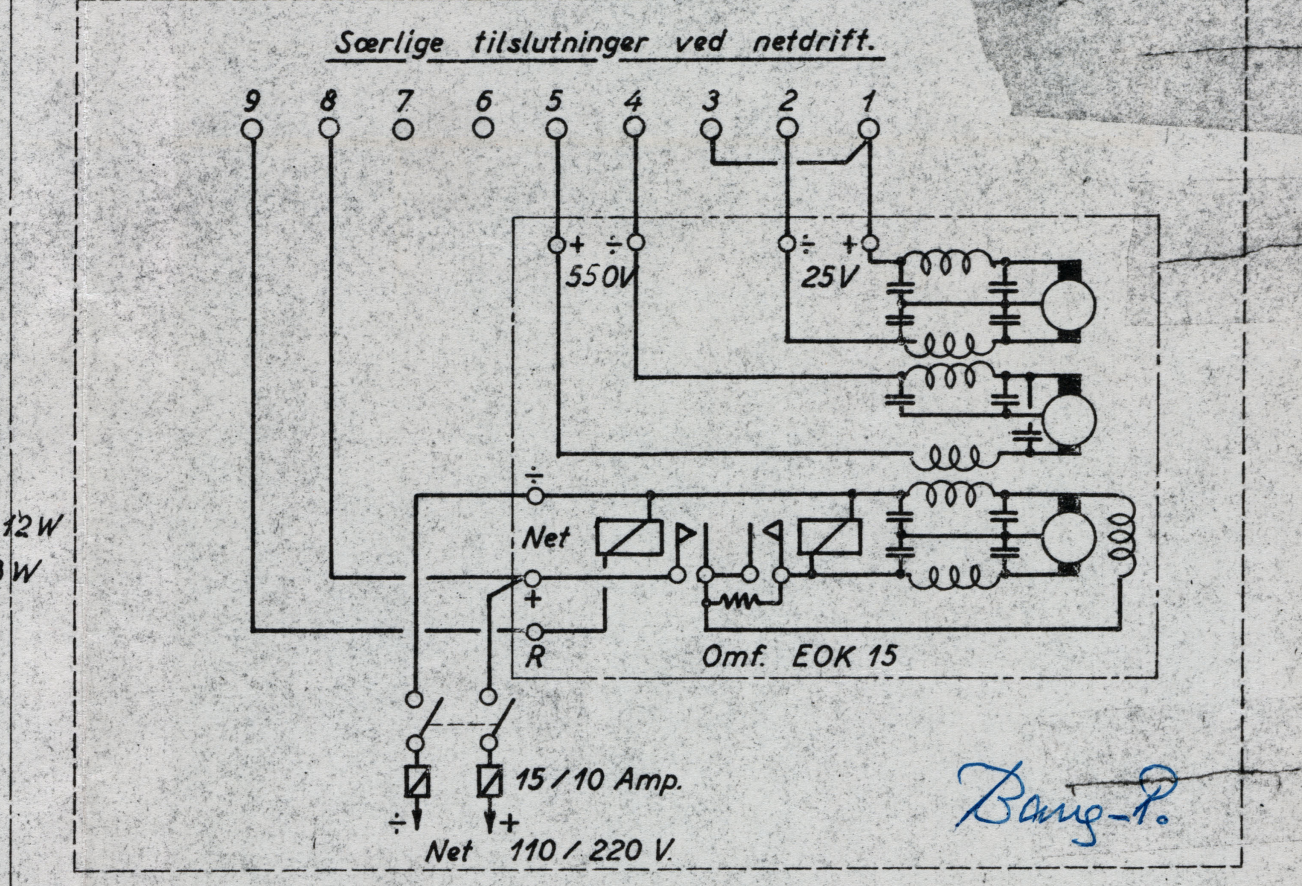 Særlige tilslutninger ved netdrift.
9 8 7 6 5 4 3 2 1
+ ÷ ÷ +
550V 25V
÷
12W
Net
W
+
R
Omf. EOK 15
15/10 Amp.
÷ +
Net 110/220 V.
Bang-P.